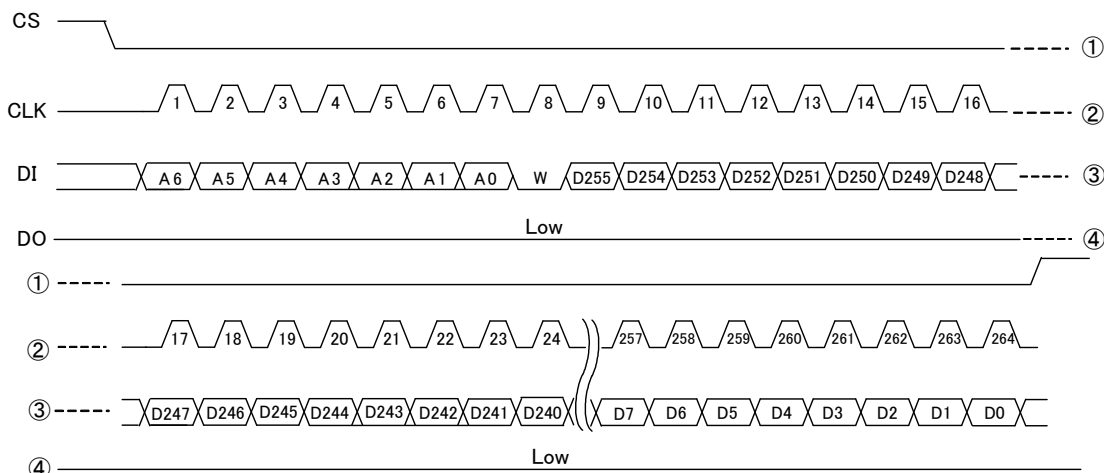 CS ①
CLK 1 2 3 4 5 6 7 8 9 10 11 12 13 14 15 16 ②
DI A6 A5 A4 A3 A2 A1 A0 W D255 D254 D253 D252 D251 D250 D249 D248 ③
Low
DO ④
①
② 17 18 19 20 21 22 23 24 257 258 259 260 261 262 263 264
③ D247 D246 D245 D244 D243 D242 D241 D240 D7 D6 D5 D4 D3 D2 D1 D0
Low
④